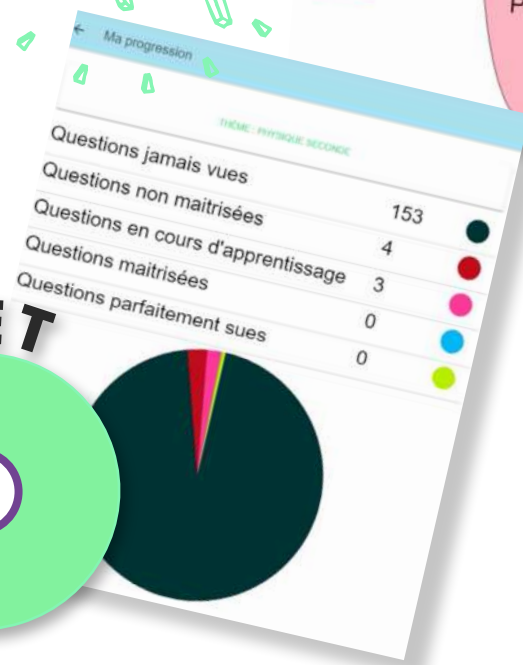 P
Ma progression
THÈME : PHYSIQUE SECONDE
Questions jamais vues 153
Questions non maitrisées 4
Questions en cours d'apprentissage 3
Questions maitrisées 0
Questions parfaitement sues 0
ET